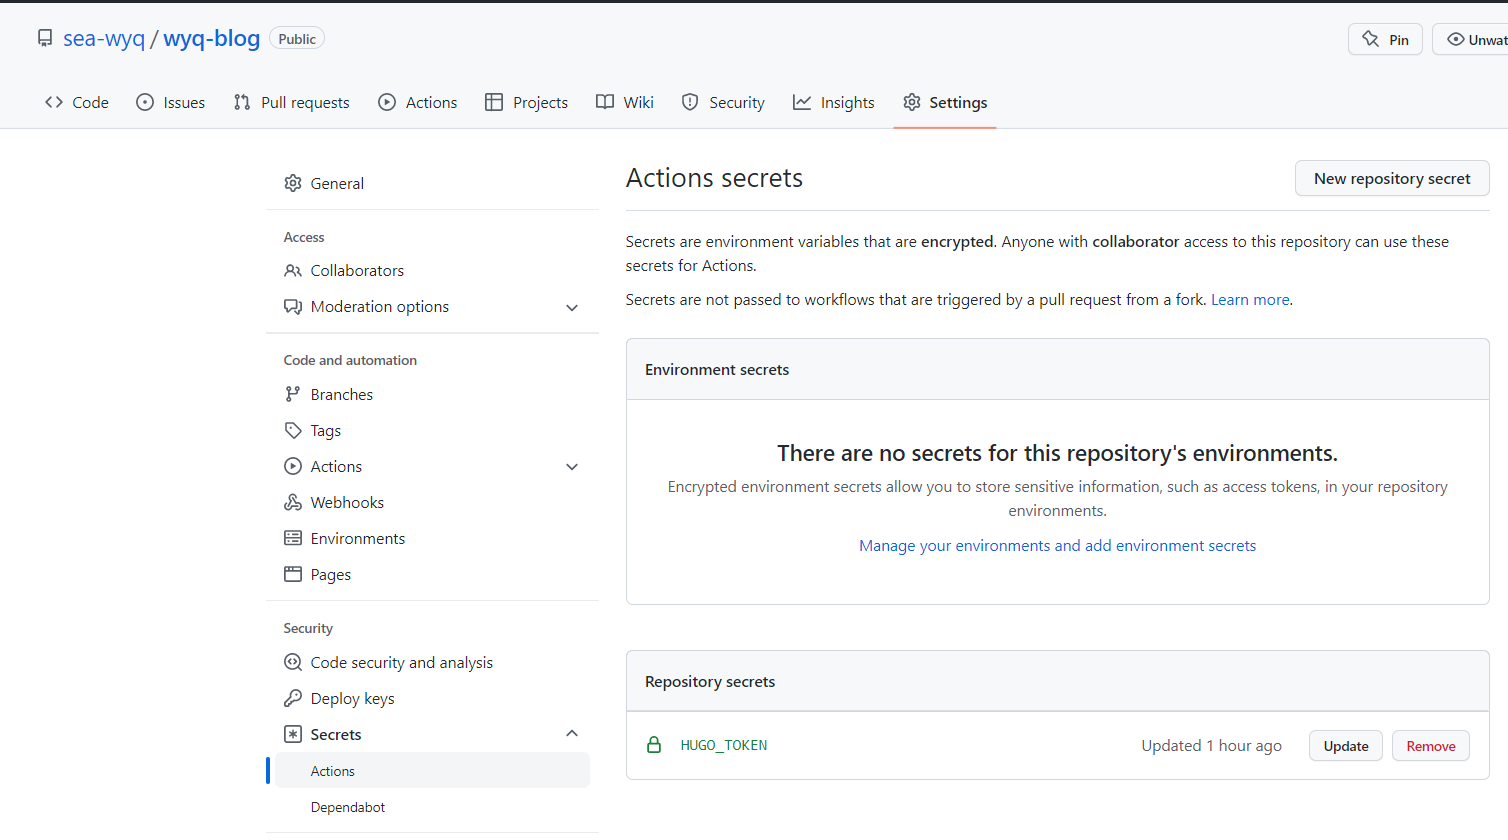 sea-wyq / wyq-blog Public
Pin
Unwat
Code Issues Pull requests Actions Projects Wiki Security Insights Settings
General
Access
Collaborators
Moderation options
Code and automation
Branches
Tags
Actions
Webhooks
Environments
Pages
Security
Code security and analysis
Deploy keys
Secrets
Actions
Dependabot
Actions secrets
New repository secret
Secrets are environment variables that are encrypted. Anyone with collaborator access to this repository can use these
secrets for Actions.
Secrets are not passed to workflows that are triggered by a pull request from a fork. Learn more.
Environment secrets
There are no secrets for this repository's environments.
Encrypted environment secrets allow you to store sensitive information, such as access tokens, in your repository
environments.
Manage your environments and add environment secrets
Repository secrets
HUGO_TOKEN
Updated 1 hour ago
Update
Remove